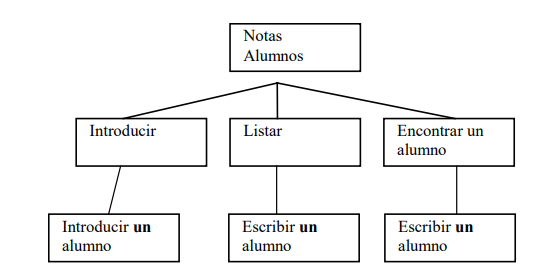 Notas
Alumnos
Introducir
Listar
Encontrar un
alumno
Introducir un
alumno
Escribir un
alumno
Escribir un
alumno